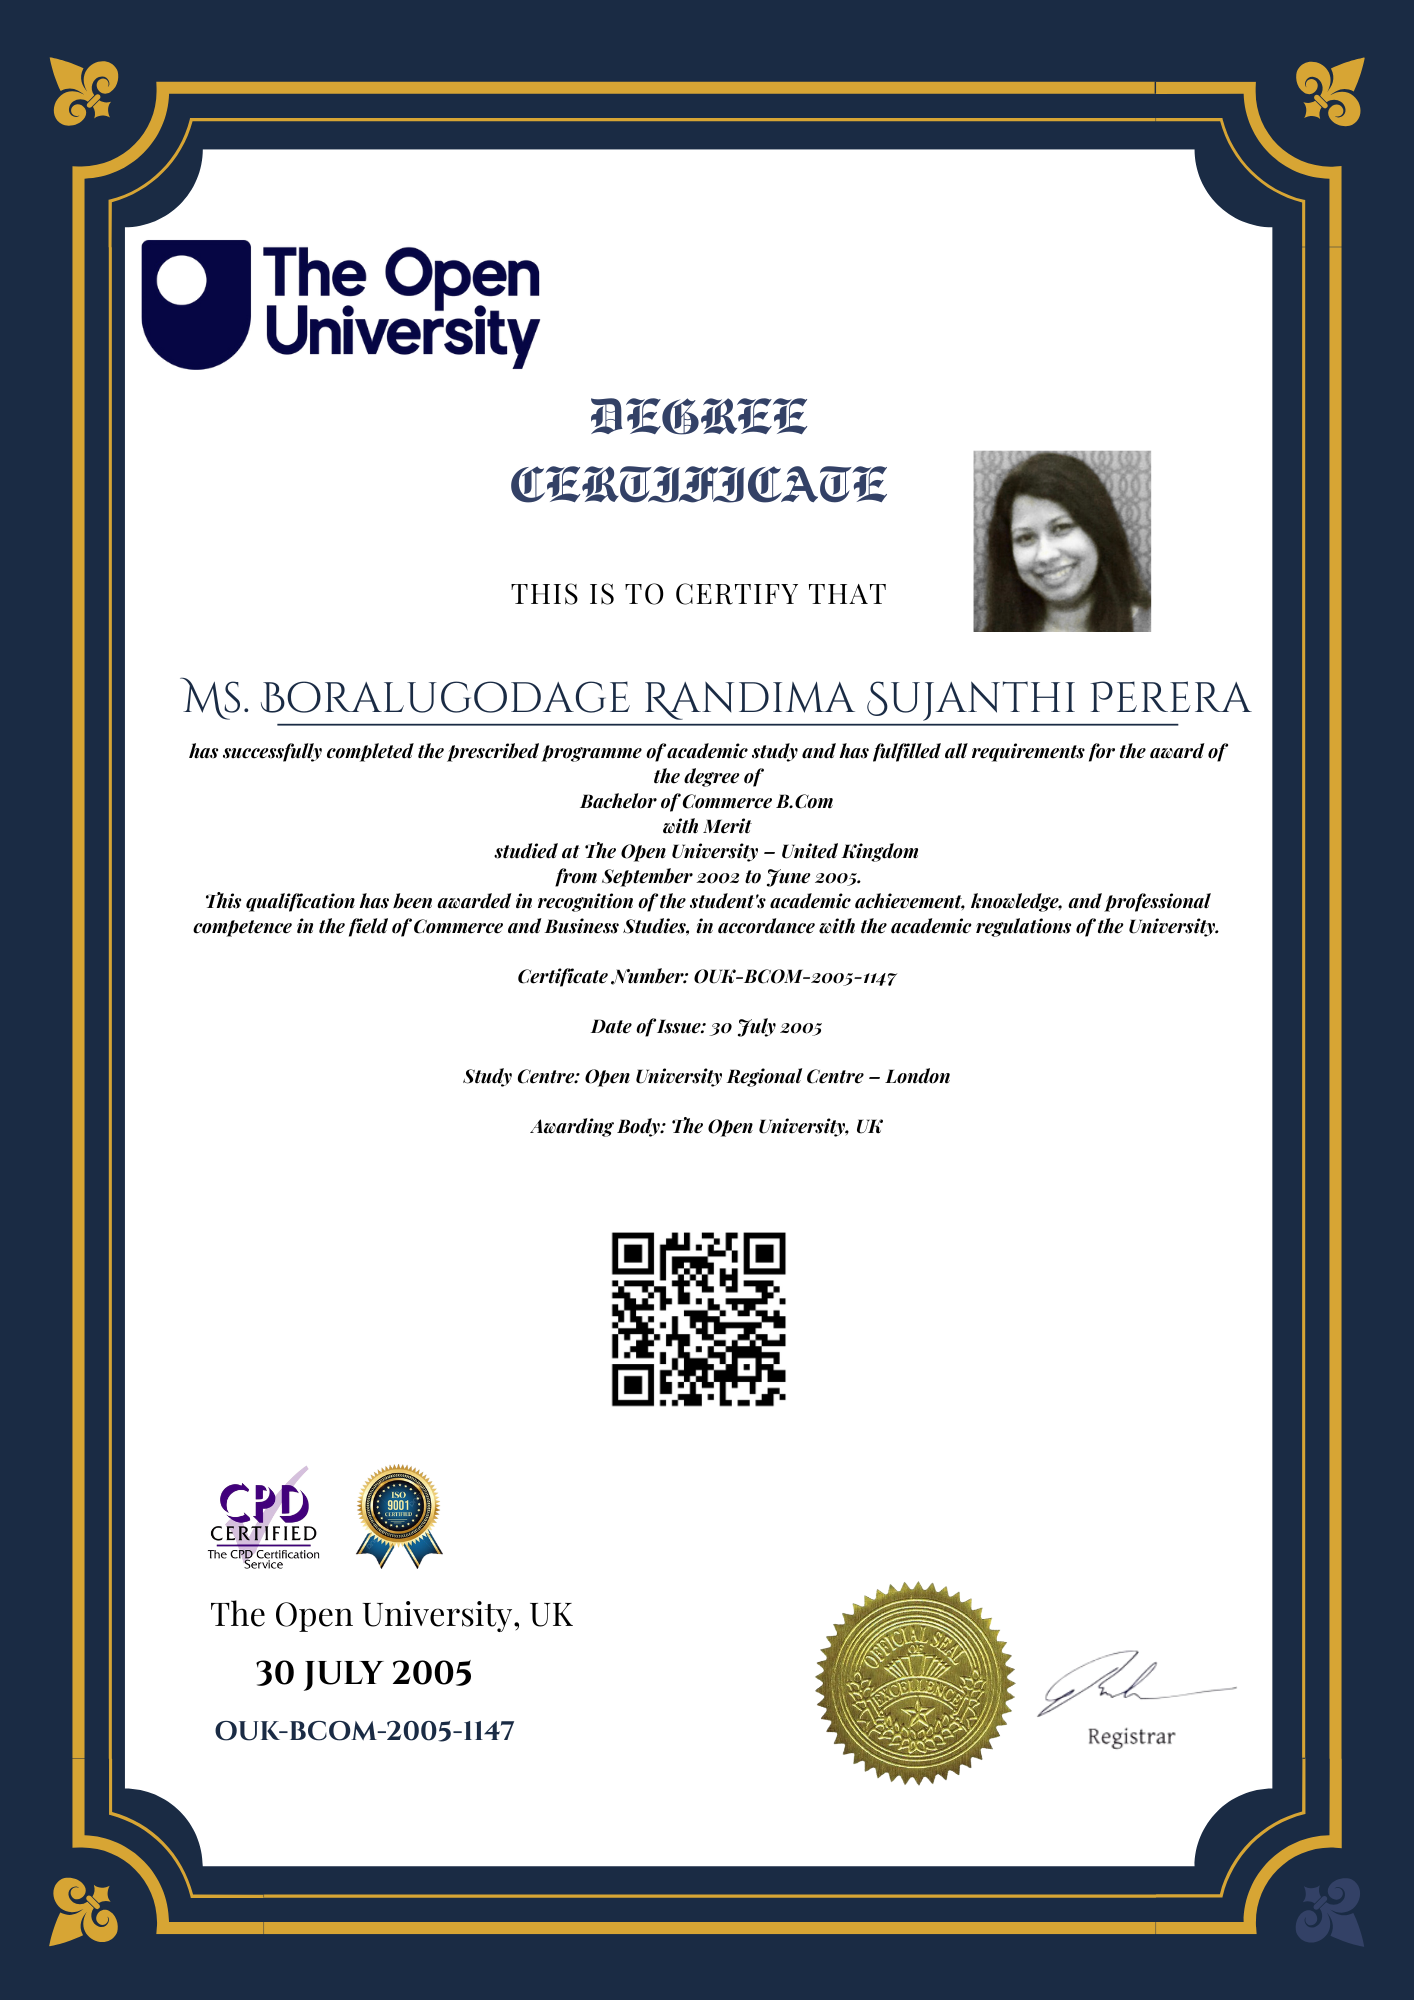 The Open
University
DEGREE
CERTIFICATE
THIS IS TO CERTIFY THAT
Ms. Boralugodage Randima Sujanthi Perera
has successfully completed the prescribed programme of academic study and has fulfilled all requirements for the award of
the degree of
Bachelor of Commerce B.Com
with Merit
studied at The Open University – United Kingdom
from September 2002 to June 2005.
This qualification has been awarded in recognition of the student's academic achievement, knowledge, and professional
competence in the field of Commerce and Business Studies, in accordance with the academic regulations of the University.
Certificate Number: OUK-BCOM-2005-1147
Date of Issue: 30 July 2005
Study Centre: Open University Regional Centre – London
Awarding Body: The Open University, UK
CPD
CERTIFIED
The CPD Certification
Service
ISO
9001
CERTIFIED
The Open University, UK
30 JULY 2005
OUK-BCOM-2005-1147
OFFICIAL SEAL
OF
EXCELLENCE
Registrar